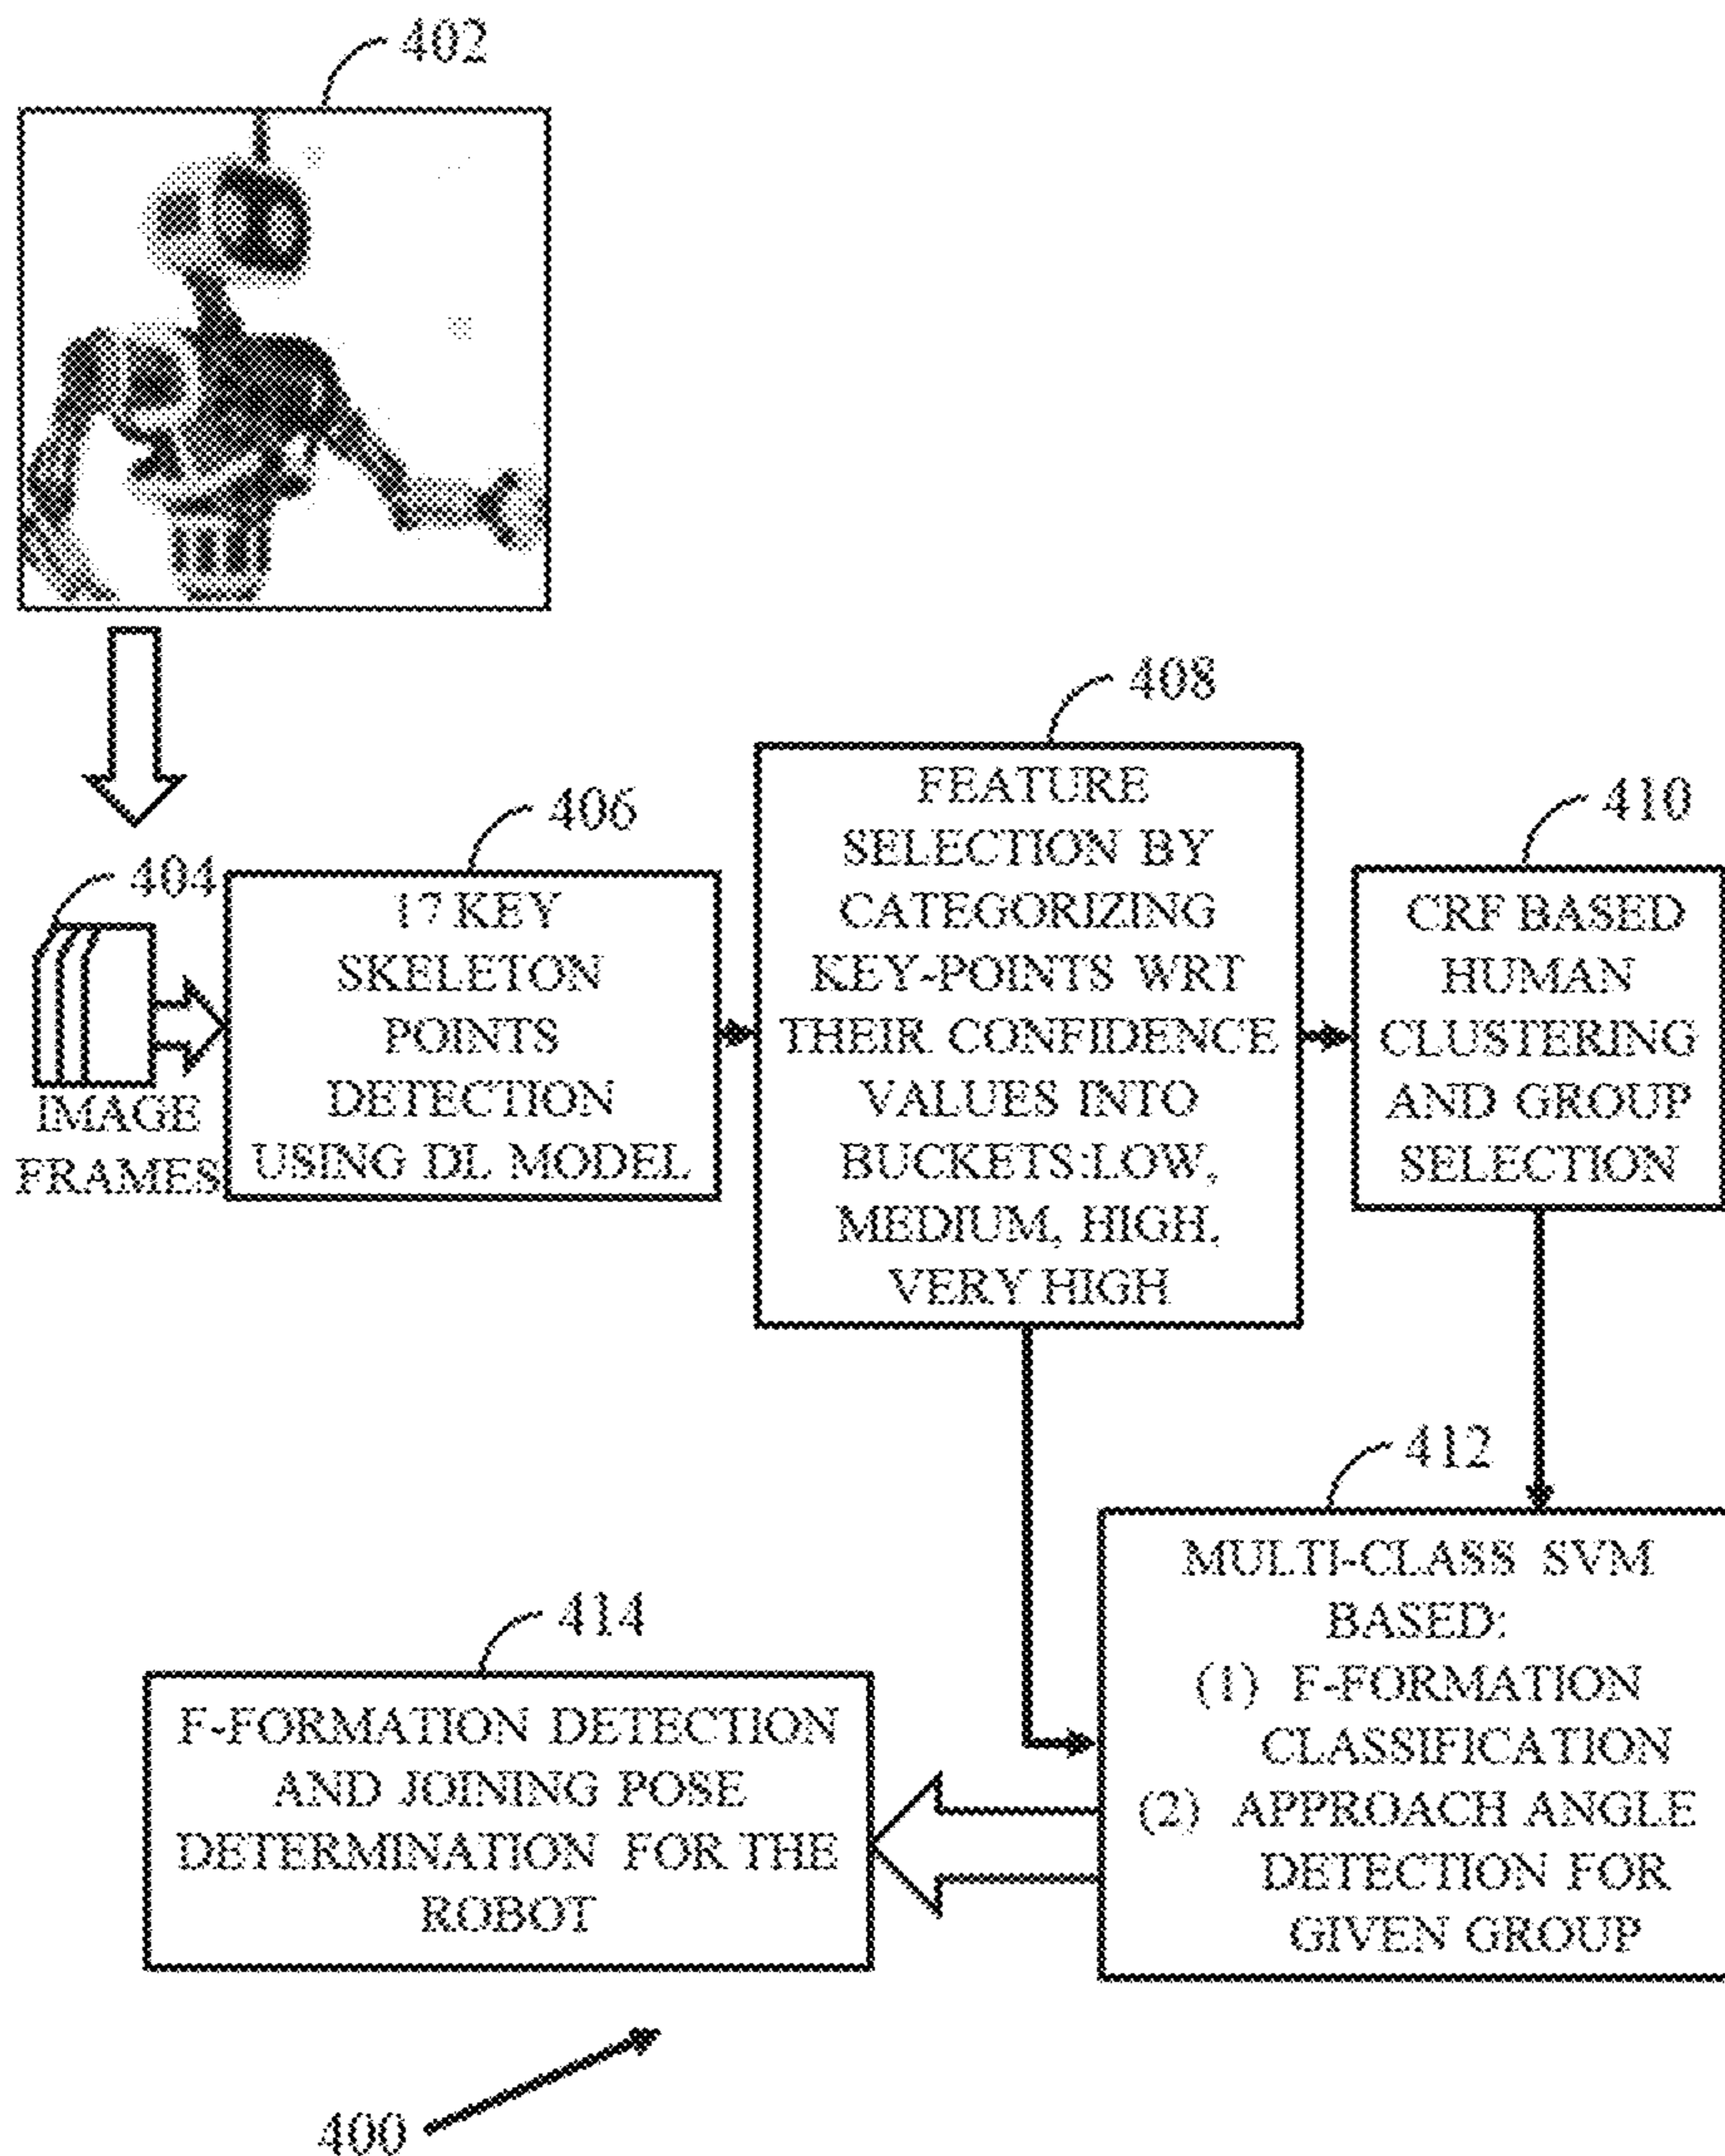 402
408
406
410
404
IMAGE
FRAMES
17 KEY
SKELETON
POINTS
DETECTION
USING DL MODEL
FEATURE
SELECTION BY
CATEGORIZING
KEY-POINTS WRT
THEIR CONFIDENCE
VALUES INTO
BUCKETS:LOW,
MEDIUM, HIGH,
VERY HIGH
CRF BASED
HUMAN
CLUSTERING
AND GROUP
SELECTION
412
MULTI-CLASS SVM
BASED:
(1) F-FORMATION
CLASSIFICATION
(2) APPROACH ANGLE
DETECTION FOR
GIVEN GROUP
414
F-FORMATION DETECTION
AND JOINING POSE
DETERMINATION FOR THE
ROBOT
400